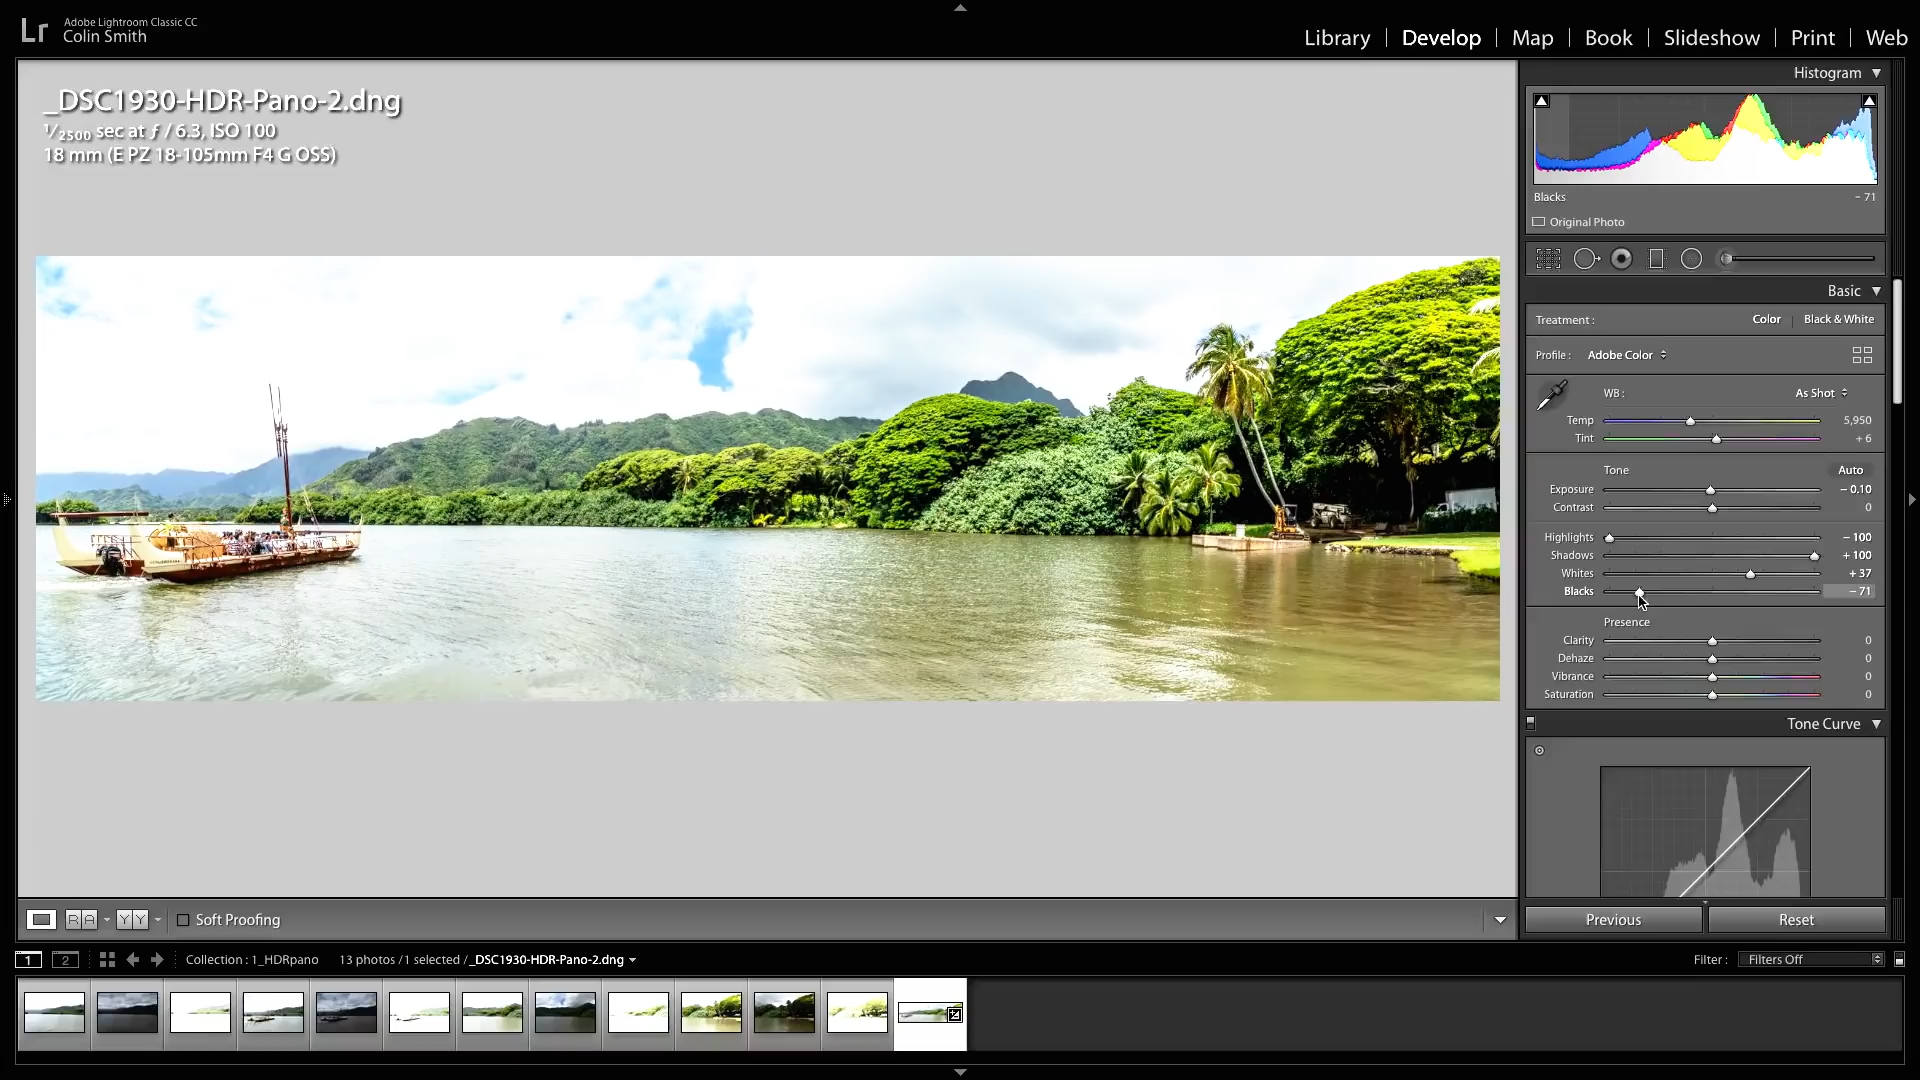 Lr
Adobe Lightroom Classic CC
Colin Smith
Library | Develop | Map | Book | Slideshow | Print | Web
_DSC1930-HDR-Pano-2.dng
1/2500 sec at ƒ / 6.3, ISO 100
18 mm (E PZ 18-105mm F4 G OSS)
Histogram
Blacks - 71
Original Photo
Basic
Treatment : Color | Black & White
Profile : Adobe Color
WB : As Shot
Temp 5,950
Tint + 6
Tone Auto
Exposure - 0.10
Contrast 0
Highlights - 100
Shadows + 100
Whites + 37
Blacks - 71
Presence
Clarity 0
Dehaze 0
Vibrance 0
Saturation 0
Tone Curve
Previous Reset
R A Y Y Soft Proofing
1 2 Collection : 1_HDRpano 13 photos /1 selected /_DSC1930-HDR-Pano-2.dng Filter : Filters Off